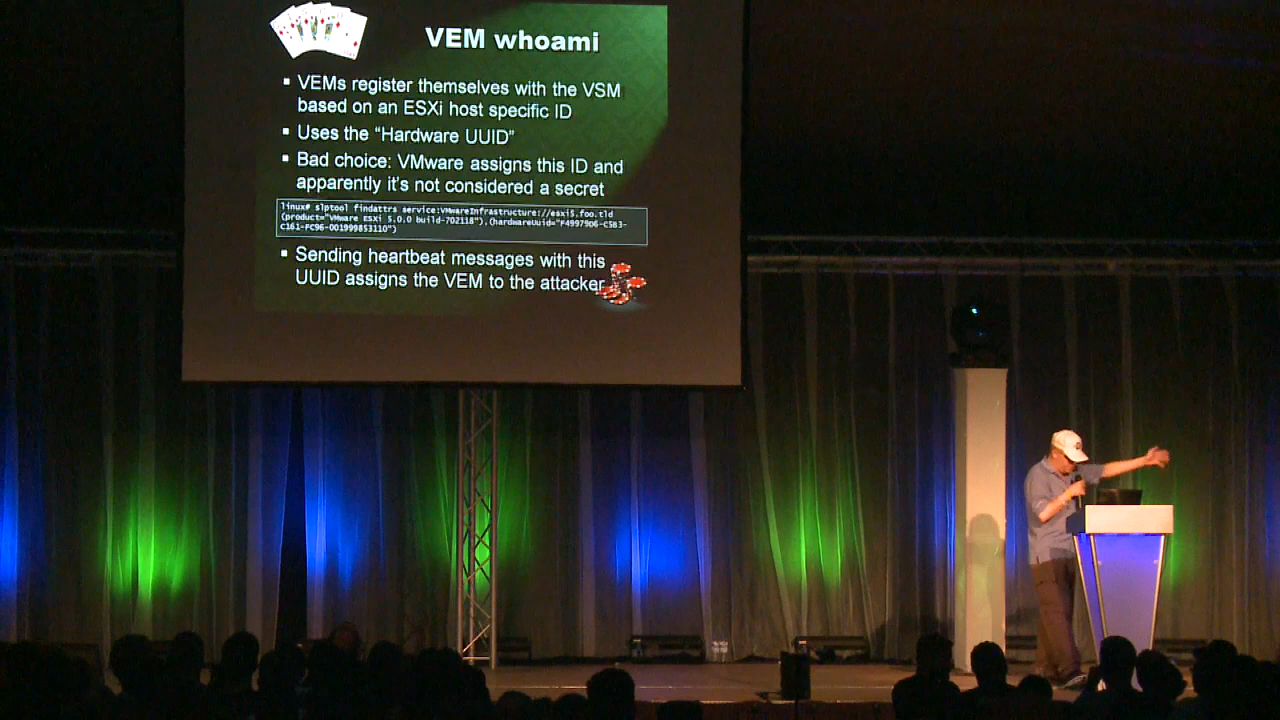 VEM whoami
▪ VEMs register themselves with the VSM
based on an ESXi host specific ID
▪ Uses the “Hardware UUID”
▪ Bad choice: VMware assigns this ID and
apparently it’s not considered a secret
linux# slptool findattrs service:VMwareInfrastructure://esxi5.foo.tld
(product="VMware ESXi 5.0.0 build-702118"),(hardwareUuid="F49979D6-C5B3-
c161-FC96-001999853110")
▪ Sending heartbeat messages with this
UUID assigns the VEM to the attacker